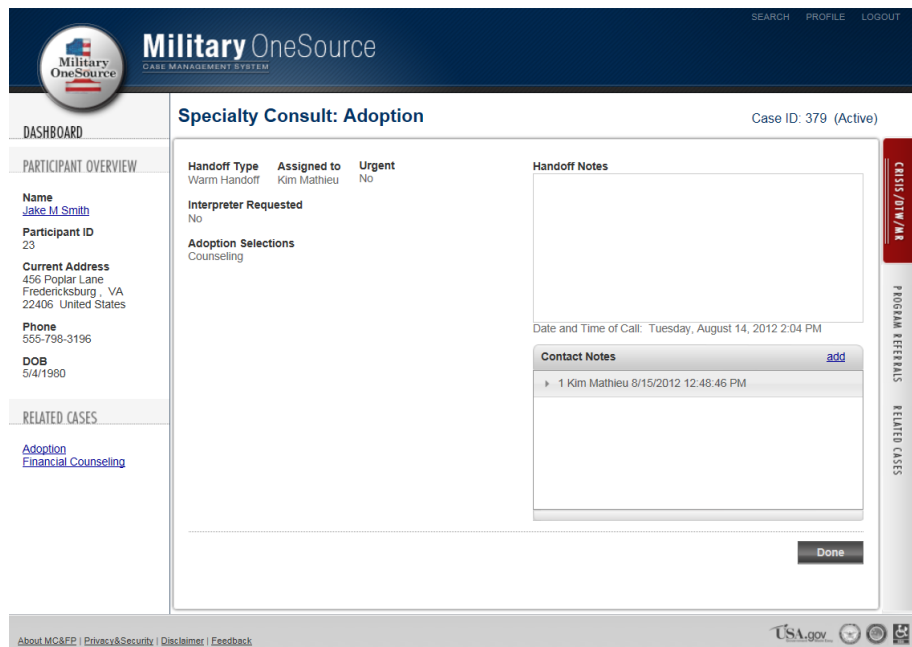 SEARCH PROFILE LOGOUT
Military OneSource
CASE MANAGEMENT SYSTEM
Military
OneSource
DASHBOARD
PARTICIPANT OVERVIEW
Name
Jake M Smith
Participant ID
23
Current Address
456 Poplar Lane
Fredericksburg , VA
22406 United States
Phone
555-798-3196
DOB
5/4/1980
RELATED CASES
Adoption
Financial Counseling
Specialty Consult: Adoption
Case ID: 379 (Active)
Handoff Type Assigned to Urgent
Warm Handoff Kim Mathieu No
Interpreter Requested
No
Adoption Selections
Counseling
Handoff Notes
Date and Time of Call: Tuesday, August 14, 2012 2:04 PM
Contact Notes add
1 Kim Mathieu 8/15/2012 12:48:46 PM
Done
CRISIS/DTW/MR
PROGRAM REFERRALS
RELATED CASES
About MC&FP | Privacy&Security | Disclaimer | Feedback
USA.gov